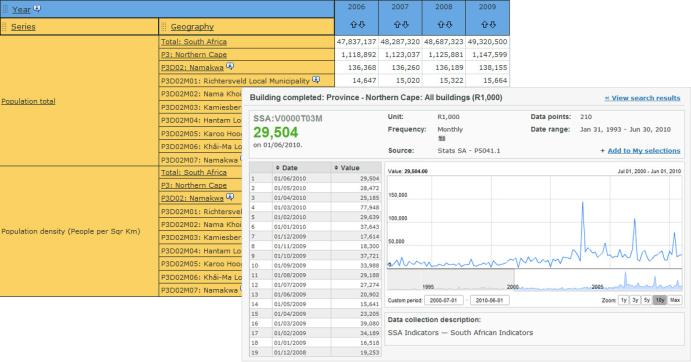 Year 2006 2007 2008 2009
Series Geography
Total: South Africa 47,837,137 48,287,320 48,687,323 49,320,500
P3: Northern Cape 1,118,892 1,123,037 1,125,881 1,147,599
P3D02: Namakwa 136,368 136,260 136,189 138,155
P3D02M01: Richtersveld Local Municipality 14,647 15,020 15,322 15,664
Population total
P3D02M02: Nama Khoi
P3D02M03: Kamiesber
P3D02M04: Hantam Lo
P3D02M05: Karoo Hoog
P3D02M06: Khâi-Ma Lo
P3D02M07: Namakwa
Total: South Africa
P3: Northern Cape
P3D02: Namakwa
P3D02M01: Richtersvel
Population density (People per Sqr Km)
P3D02M02: Nama Khoi
P3D02M03: Kamiesber
P3D02M04: Hantam Lo
P3D02M05: Karoo Hoog
P3D02M06: Khâi-Ma Lo
P3D02M07: Namakwa
Building completed: Province - Northern Cape: All buildings (R1,000) « View search results
SSA:V0000T03M
29,504
on 01/06/2010.
Unit: R1,000 Data points: 210
Frequency: Monthly Date range: Jan 31, 1993 - Jun 30, 2010
Source: Stats SA - P5041.1 + Add to My selections
Date Value
1 01/06/2010 29,504
2 01/05/2010 28,472
3 01/04/2010 25,185
4 01/03/2010 77,948
5 01/02/2010 29,639
6 01/01/2010 37,643
7 01/12/2009 17,614
8 01/11/2009 18,300
9 01/10/2009 37,721
10 01/09/2009 33,988
11 01/08/2009 29,188
12 01/07/2009 27,274
13 01/06/2009 20,902
14 01/05/2009 15,641
15 01/04/2009 23,205
16 01/03/2009 39,080
17 01/02/2009 34,189
18 01/01/2009 16,518
19 01/12/2008 19,253
Value: 29,504.00 Jul 01, 2000 - Jun 01, 2010
150,000
100,000
50,000
1995 2000 2005
Custom period: 2000-07-01 - 2010-06-01 Zoom: 1y 3y 5y 10y Max
Data collection description:
SSA Indicators — South African Indicators